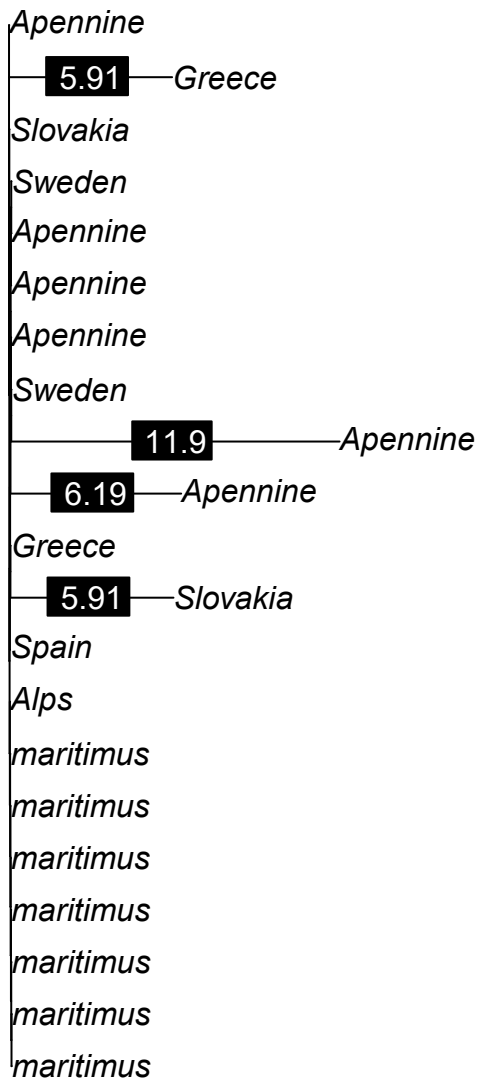 Apennine
5.91 Greece
Slovakia
Sweden
Apennine
Apennine
Apennine
Sweden
11.9 Apennine
6.19 Apennine
Greece
5.91 Slovakia
Spain
Alps
maritimus
maritimus
maritimus
maritimus
maritimus
maritimus
maritimus